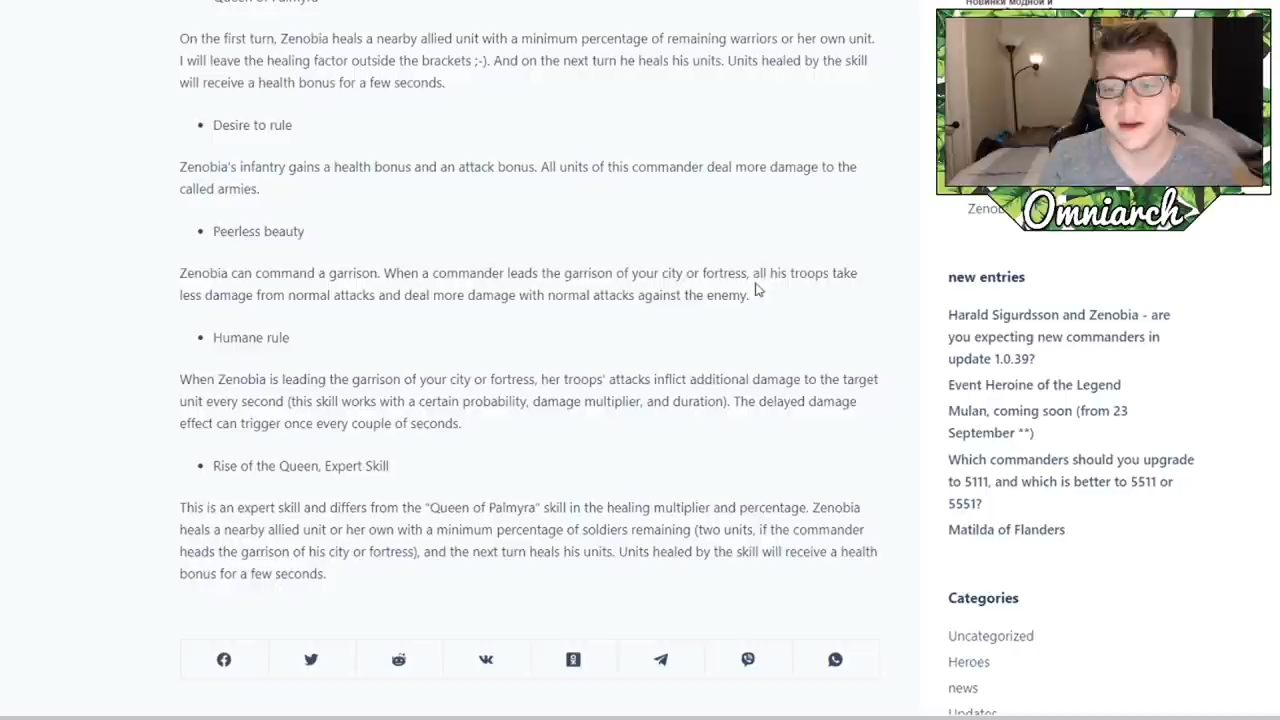 Queen of Palmyra
Новинки модной и
On the first turn, Zenobia heals a nearby allied unit with a minimum percentage of remaining warriors or her own unit.
I will leave the healing factor outside the brackets ;-). And on the next turn he heals his units. Units healed by the skill
will receive a health bonus for a few seconds.
Desire to rule
Zenobia's infantry gains a health bonus and an attack bonus. All units of this commander deal more damage to the
called armies.
Peerless beauty
Zenobia can command a garrison. When a commander leads the garrison of your city or fortress, all his troops take
less damage from normal attacks and deal more damage with normal attacks against the enemy.
Humane rule
When Zenobia is leading the garrison of your city or fortress, her troops' attacks inflict additional damage to the target
unit every second (this skill works with a certain probability, damage multiplier, and duration). The delayed damage
effect can trigger once every couple of seconds.
Rise of the Queen, Expert Skill
This is an expert skill and differs from the “Queen of Palmyra” skill in the healing multiplier and percentage. Zenobia
heals a nearby allied unit or her own with a minimum percentage of soldiers remaining (two units, if the commander
heads the garrison of his city or fortress), and the next turn heals his units. Units healed by the skill will receive a health
bonus for a few seconds.
Omniarch
Zenob
new entries
Harald Sigurdsson and Zenobia - are
you expecting new commanders in
update 1.0.39?
Event Heroine of the Legend
Mulan, coming soon (from 23
September **)
Which commanders should you upgrade
to 5111, and which is better to 5511 or
5551?
Matilda of Flanders
Categories
Uncategorized
Heroes
news
Updates